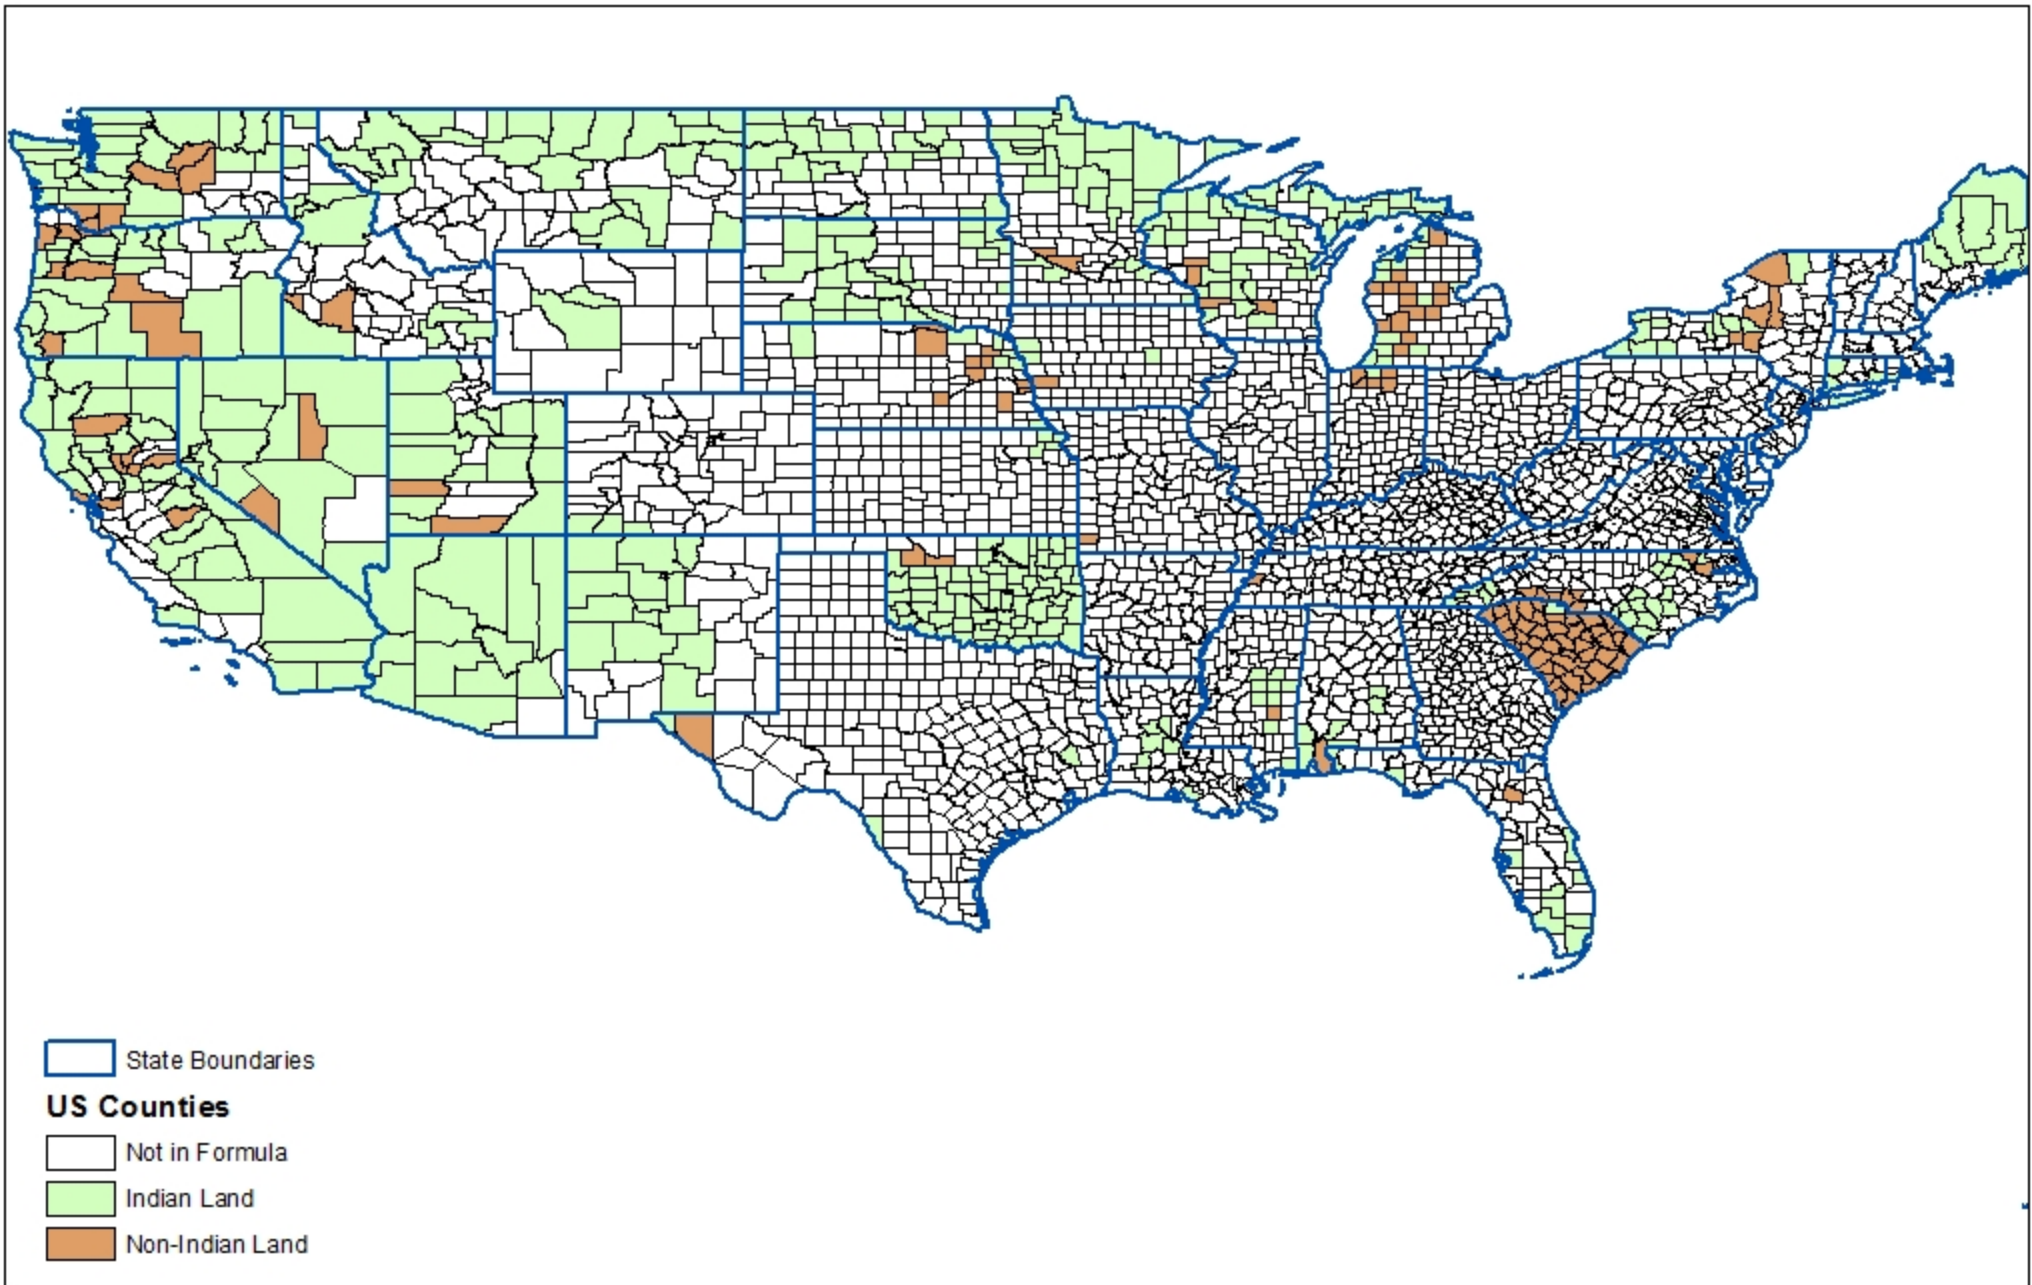 State Boundaries
US Counties
Not in Formula
Indian Land
Non-Indian Land